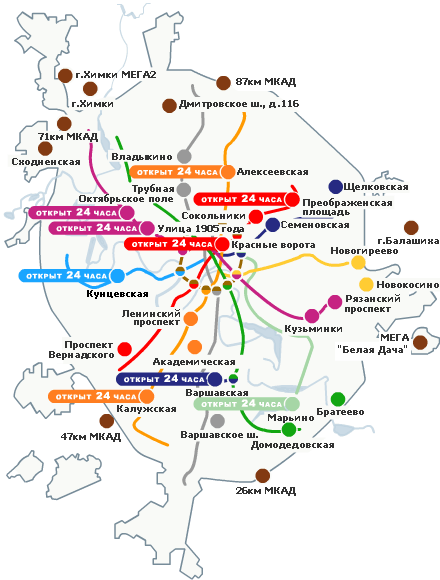 г.Химки МЕГА2
87км МКАД
г.Химки
Дмитровское ш., д.116
71км МКАД
Сходненская
Владыкино
ОТКРЫТ 24 ЧАСА
Алексеевская
Трубная
Щелковская
Октябрьское поле
ОТКРЫТ 24 ЧАСА
Преображенская
площадь
ОТКРЫТ 24 ЧАСА
Сокольники
Семеновская
ОТКРЫТ 24 ЧАСА
Улица 1905 года
ОТКРЫТ 24 ЧАСА
Красные ворота
г.Балашиха
Новогиреево
ОТКРЫТ 24 ЧАСА
Кунцевская
Новокосино
Рязанский
проспект
Ленинский
проспект
Кузьминки
МЕГА
"Белая Дача"
Проспект
Вернадского
Академическая
ОТКРЫТ 24 ЧАСА
Варшавская
ОТКРЫТ 24 ЧАСА
Калужская
ОТКРЫТ 24 ЧАСА
Марьино
Братеево
47км МКАД
Варшавское ш.
Домодедовская
26км МКАД